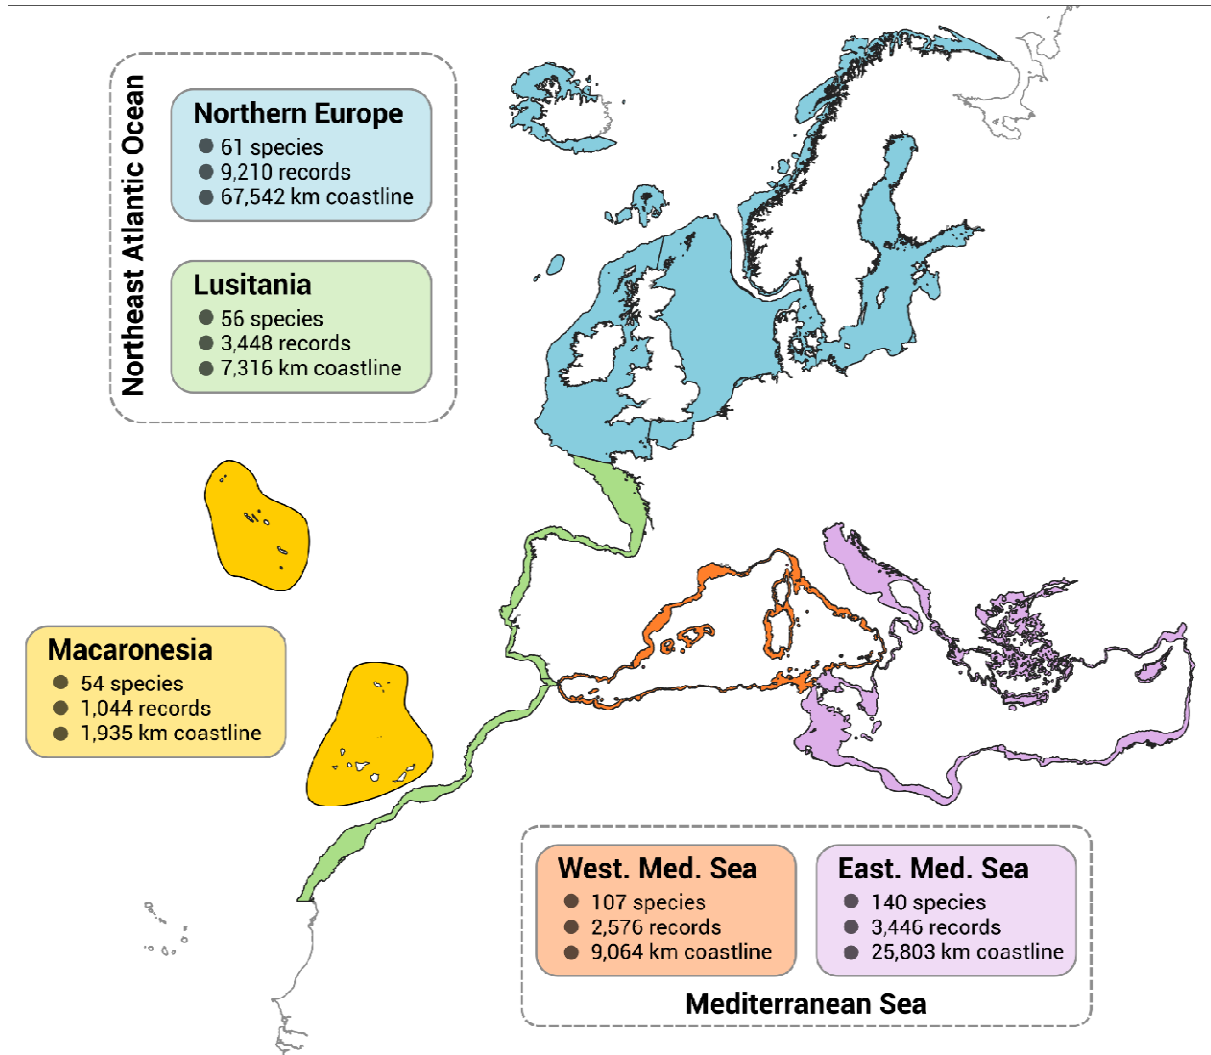 Northeast Atlantic Ocean
Northern Europe
61 species
9,210 records
67,542 km coastline
Lusitania
56 species
3,448 records
7,316 km coastline
Macaronesia
54 species
1,044 records
1,935 km coastline
West. Med. Sea
107 species
2,576 records
9,064 km coastline
East. Med. Sea
140 species
3,446 records
25,803 km coastline
Mediterranean Sea